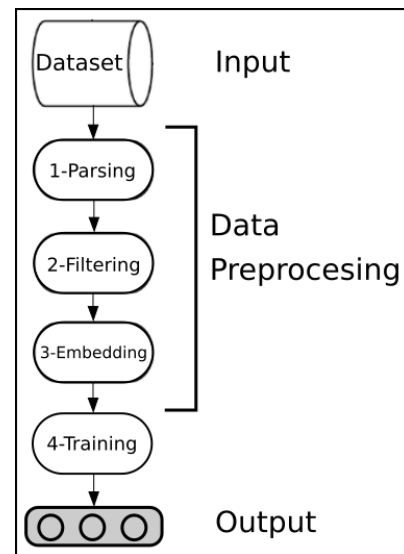 Dataset
Input
1-Parsing
2-Filtering
3-Embedding
Data
Preprocesing
4-Training
Output